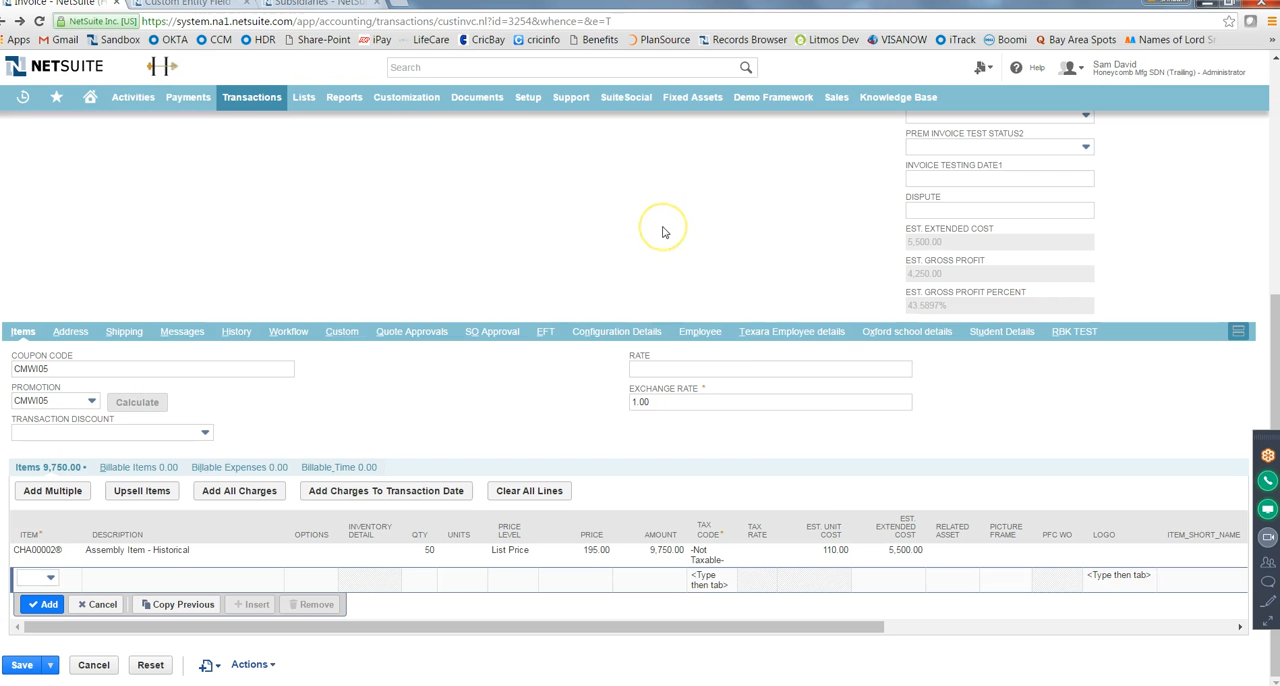 Invoice - NetSuite (
Custom Entity Field
Subsidiaries - NetS
NetSuite Inc. [US] https://system.na1.netsuite.com/app/accounting/transactions/custinvc.nl?id=3254&whence=&e=T
Apps Gmail Sandbox OKTA CCM HDR Share-Point iPay LifeCare CricBay cricinfo Benefits PlanSource Records Browser Litmos Dev VISANOW iTrack Boomi Bay Area Spots Names of Lord S »
NETSUITE
Search
Help
Sam David
Honeycomb Mfg SDN (Trailing) - Administrator
Activities Payments Transactions Lists Reports Customization Documents Setup Support SuiteSocial Fixed Assets Demo Framework Sales Knowledge Base
PREM INVOICE TEST STATUS2
INVOICE TESTING DATE1
DISPUTE
EST. EXTENDED COST
5,500.00
EST. GROSS PROFIT
4,250.00
EST. GROSS PROFIT PERCENT
43.5897%
Items Address Shipping Messages History Workflow Custom Quote Approvals SO Approval EFT Configuration Details Employee Texara Employee details Oxford school details Student Details RBK TEST
COUPON CODE
CMWI05
PROMOTION
CMWI05 Calculate
TRANSACTION DISCOUNT
RATE
EXCHANGE RATE *
1.00
Items 9,750.00 • Billable Items 0.00 Billable Expenses 0.00 Billable Time 0.00
Add Multiple Upsell Items Add All Charges Add Charges To Transaction Date Clear All Lines
ITEM* DESCRIPTION OPTIONS INVENTORY DETAIL QTY UNITS PRICE LEVEL PRICE AMOUNT TAX CODE* TAX RATE EST. UNIT COST EST. EXTENDED COST RELATED ASSET PICTURE FRAME PFC WO LOGO ITEM_SHORT_NAME
CHA00002® Assembly Item - Historical 50 List Price 195.00 9,750.00 -Not Taxable- 110.00 5,500.00
<Type then tab> <Type then tab>
Add Cancel Copy Previous Insert Remove
Save Cancel Reset Actions